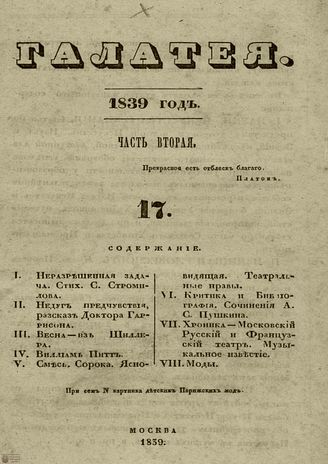 ГАЛАТЕЯ.
1839 годъ.
ЧАСТЬ ВТОРАЯ.
Прекрасное есть отблескъ благаго.
Платонъ.
17.
СОДЕРЖАНІЕ.
I. Неразрѣшенная зада-
ча. Стих. С. Строми-
лова.
II. Недугъ предчувствія,
разсказъ Доктора Гар-
рисона.
III. Весна—изъ Шилле-
ра.
IV. Вилліамъ Питтъ.
V. Смѣсь. Сорока. Ясно-
видящая. Театраль-
ные нравы.
VI. Критика и Библіо-
графія. Сочиненія А.
С. Пушкина.
VII. Хроника—Московскій
Русскій и Француз-
скій театръ. Музы-
кальное извѣстіе.
VIII. Моды.
При семъ N картинка дѣтскихъ Парижскихъ модъ.
МОСКВА
1839.